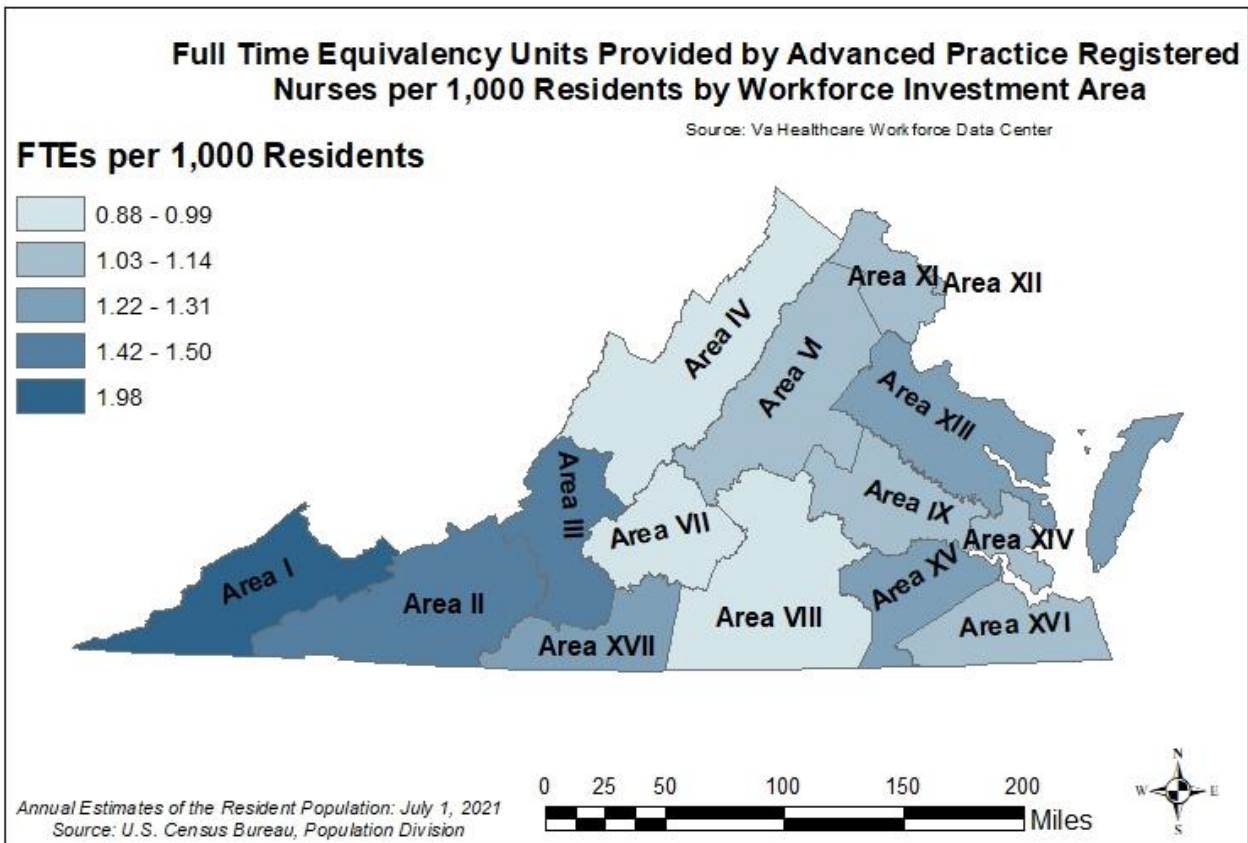 Full Time Equivalency Units Provided by Advanced Practice Registered
Nurses per 1,000 Residents by Workforce Investment Area
Source: Va Healthcare Workforce Data Center
FTEs per 1,000 Residents
0.88 - 0.99
1.03 - 1.14
1.22 - 1.31
1.42 - 1.50
1.98
Area XI
Area XII
Area IV
Area VI
Area XIII
Area III
Area VII
Area IX
Area XIV
Area I
Area II
Area XV
Area VIII
Area XVI
Area XVII
0 25 50 100 150 200
Miles
N
W E
S
Annual Estimates of the Resident Population: July 1, 2021
Source: U.S. Census Bureau, Population Division